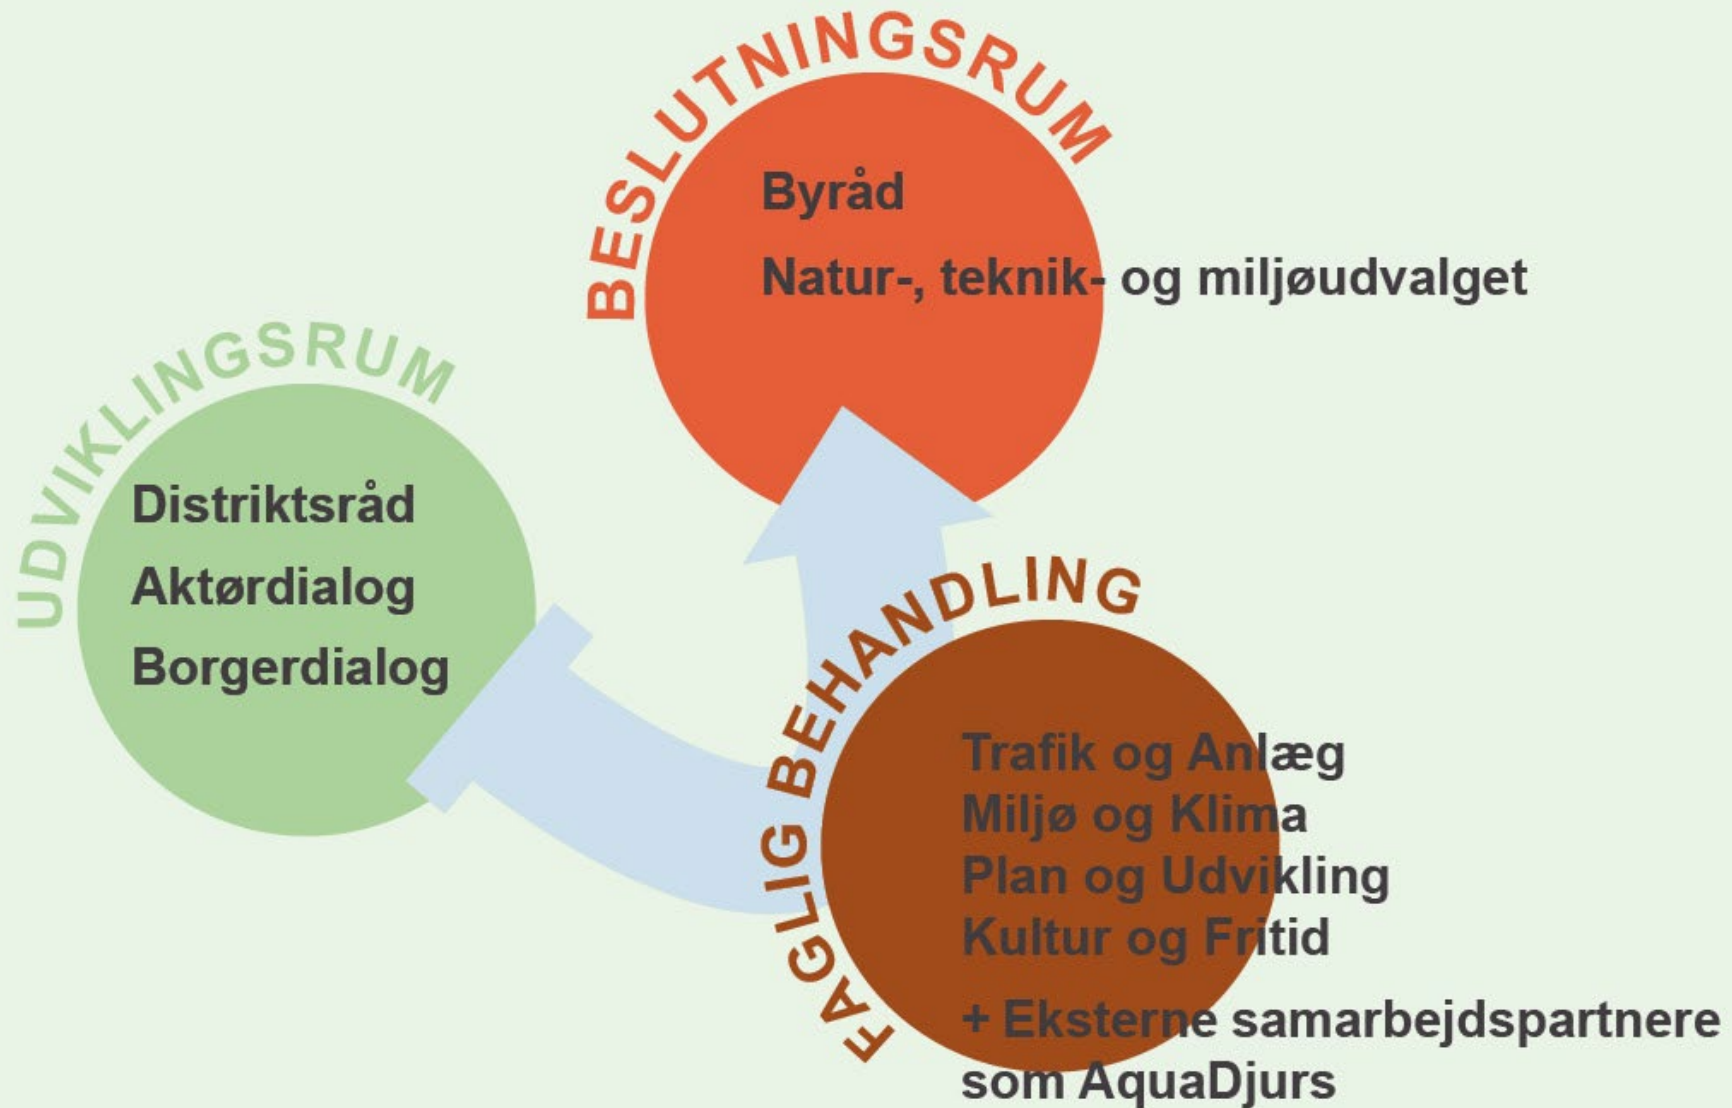 BESLUTNINGSRUM
Byråd
Natur-, teknik- og miljøudvalget
UDVIKLINGSRUM
Distriktsråd
Aktørdialog
Borgerdialog
FAGLIG BEHANDLING
Trafik og Anlæg
Miljø og Klima
Plan og Udvikling
Kultur og Fritid
+ Eksterne samarbejdspartnere
som AquaDjurs